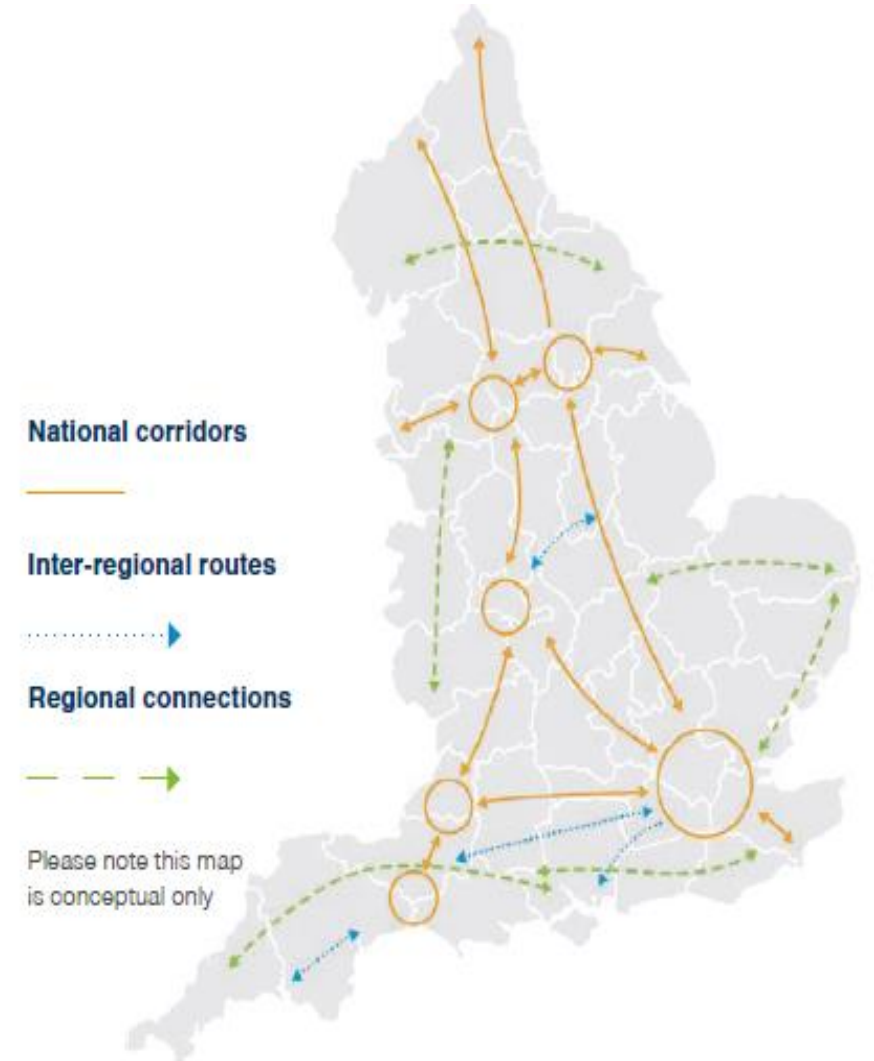 National corridors
Inter-regional routes
Regional connections
Please note this map
is conceptual only